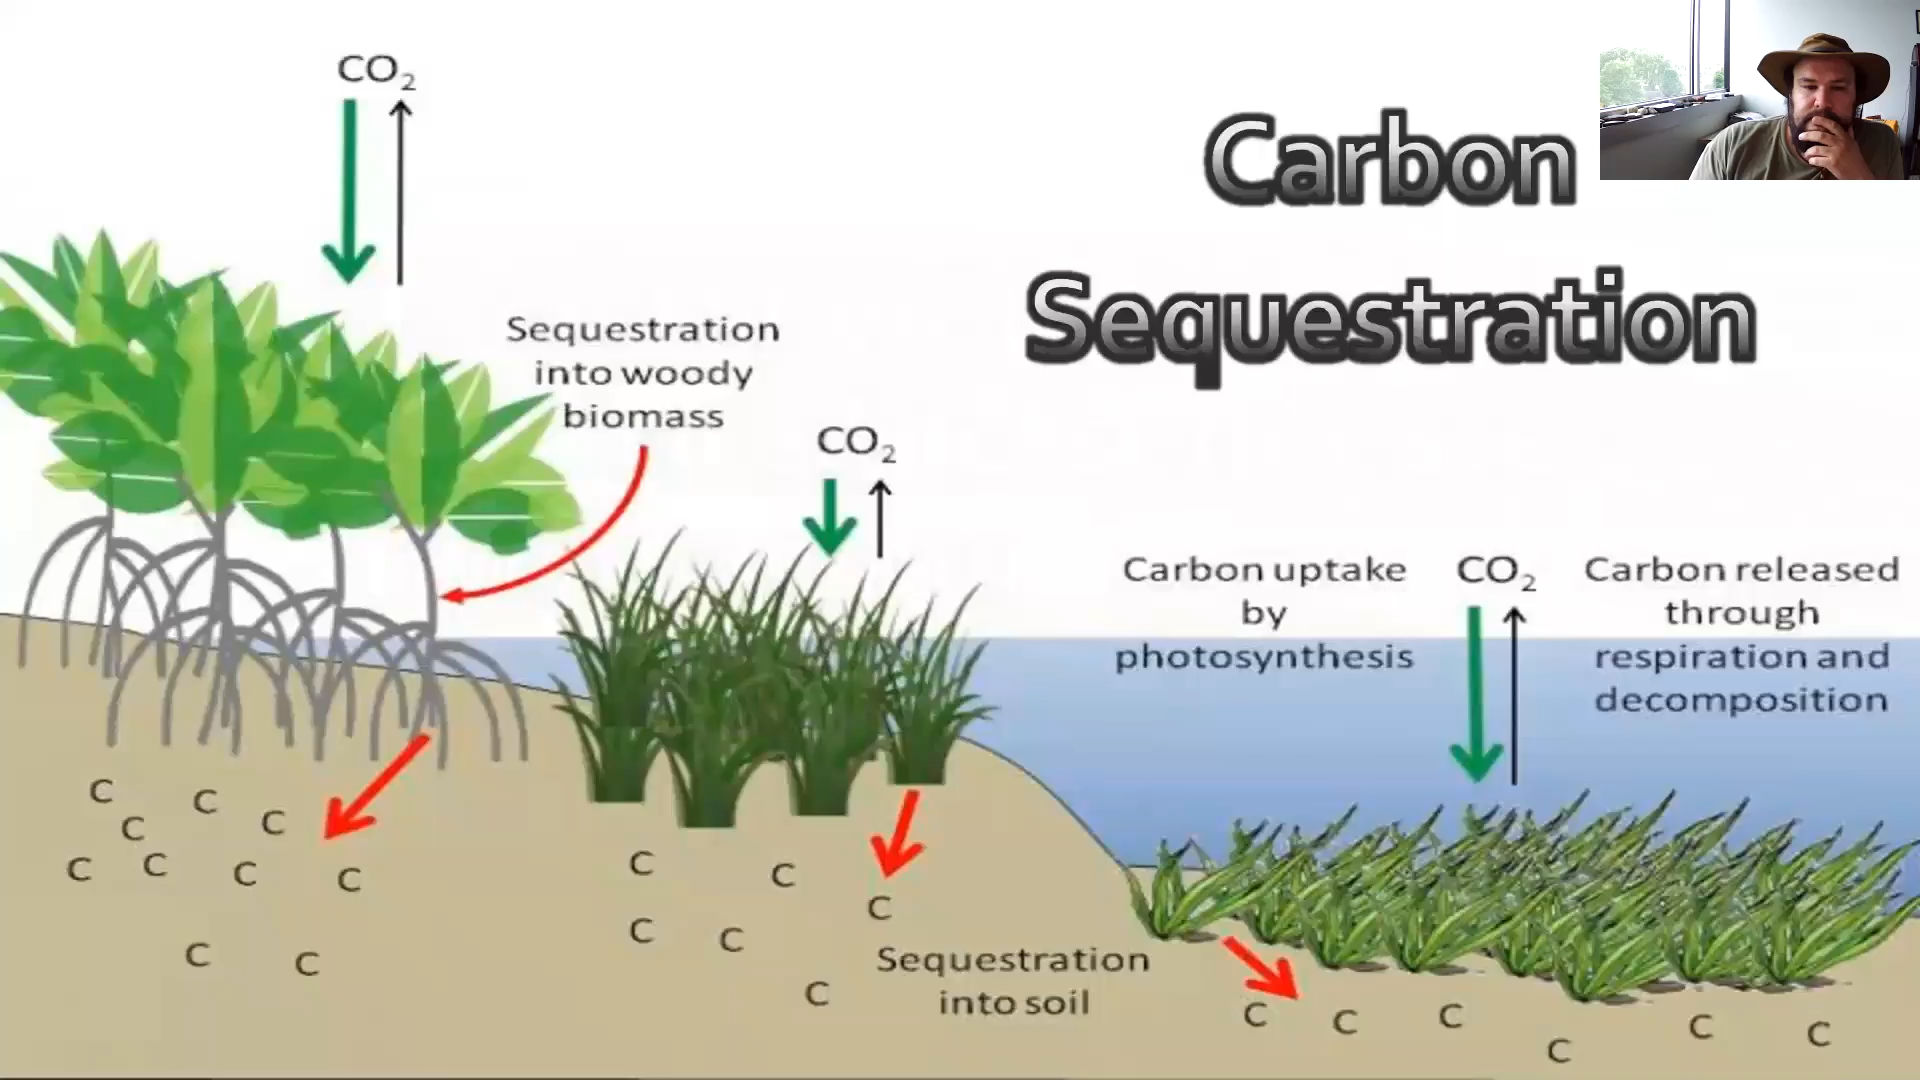 CO₂
Carbon
Sequestration
Sequestration
into woody
biomass
CO₂
Carbon uptake
by
photosynthesis
CO₂
Carbon released
through
respiration and
decomposition
C C C C C C C C
C C
C C C
C C
C
Sequestration
into soil
C C C C C C